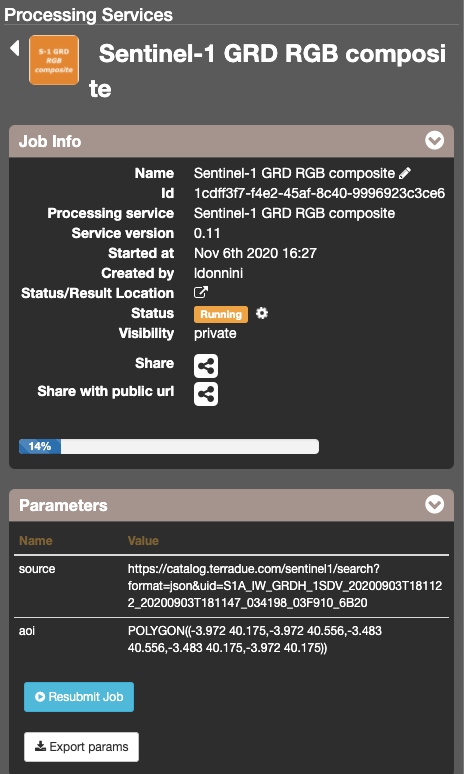 Processing Services
S-1 GRD
RGB
composite
Sentinel-1 GRD RGB composi
te
Job Info
Name Sentinel-1 GRD RGB composite
Id 1cdff3f7-f4e2-45af-8c40-9996923c3ce6
Processing service Sentinel-1 GRD RGB composite
Service version 0.11
Started at Nov 6th 2020 16:27
Created by ldonnini
Status/Result Location
Status Running
Visibility private
Share
Share with public url
14%
Parameters
Name Value
source https://catalog.terradue.com/sentinel1/search?
format=json&uid=S1A_IW_GRDH_1SDV_20200903T18112
2_20200903T181147_034198_03F910_6B20
aoi POLYGON((-3.972 40.175,-3.972 40.556,-3.483
40.556,-3.483 40.175,-3.972 40.175))
Resubmit Job
Export params